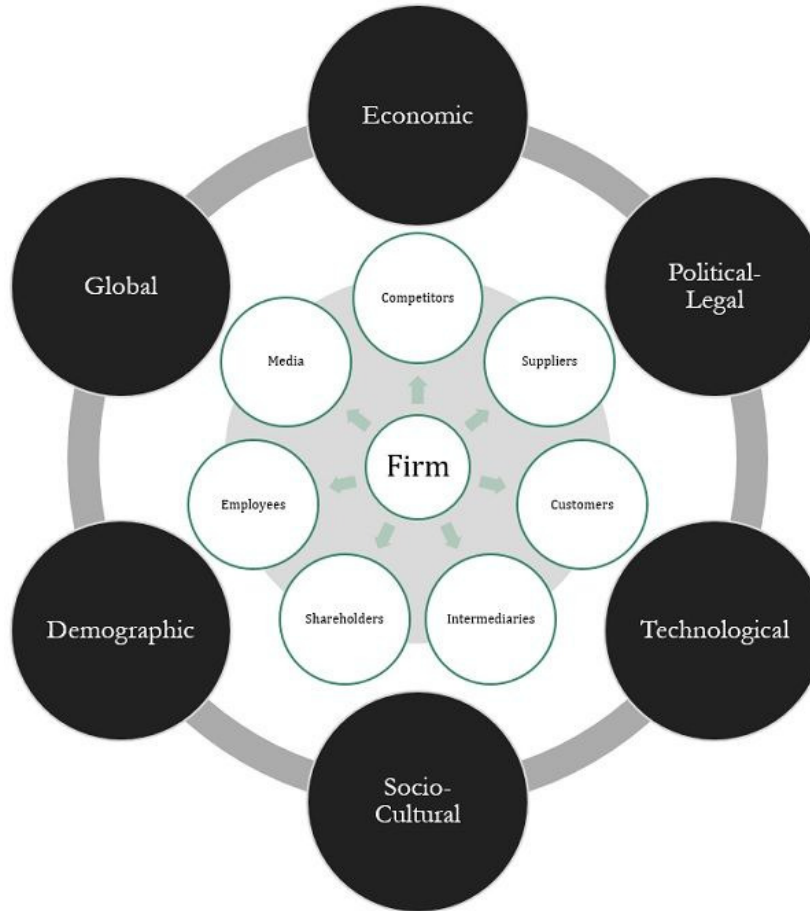 Economic
Global
Political-
Legal
Competitors
Media
Suppliers
Firm
Employees
Customers
Shareholders
Intermediaries
Demographic
Technological
Socio-
Cultural